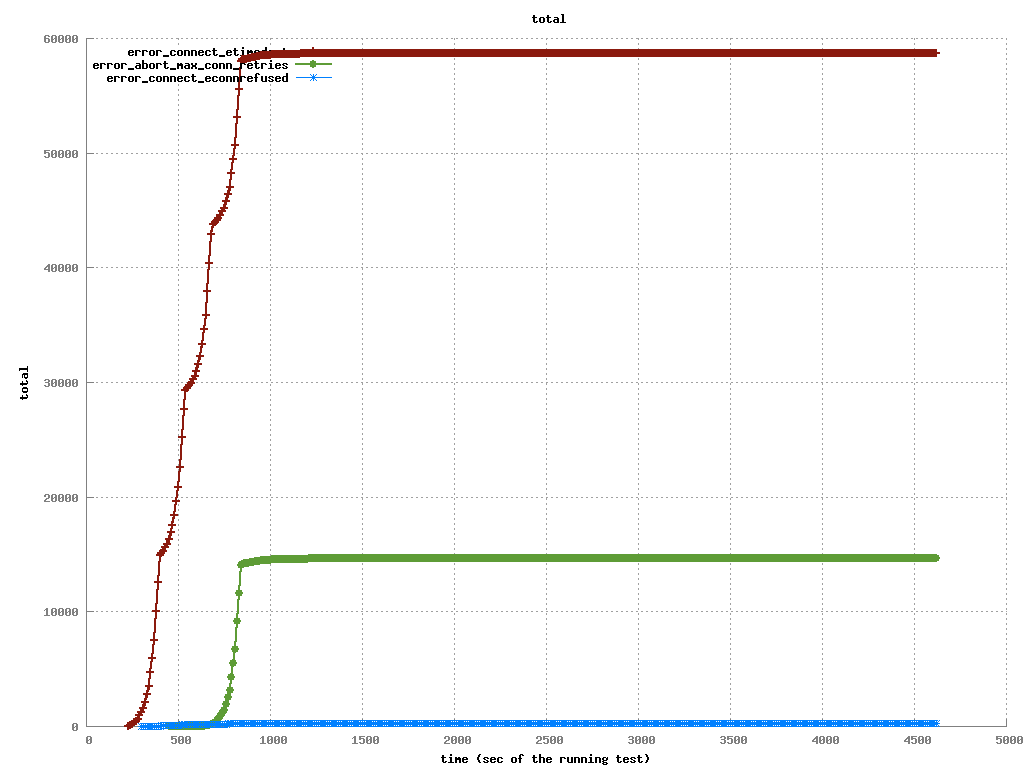 total
60000
error_connect_etimedout
error_abort_max_conn_retries
error_connect_econnrefused
50000
40000
30000
total
20000
10000
0
0 500 1000 1500 2000 2500 3000 3500 4000 4500 5000
time (sec of the running test)